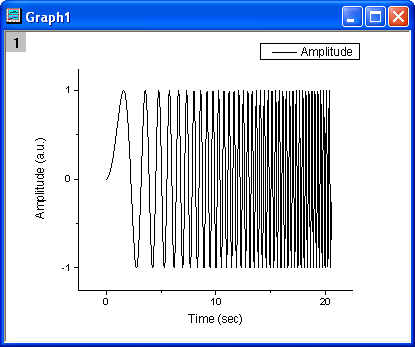 Graph1
1
Amplitude
1
0
-1
Amplitude (a.u.)
0 10 20
Time (sec)